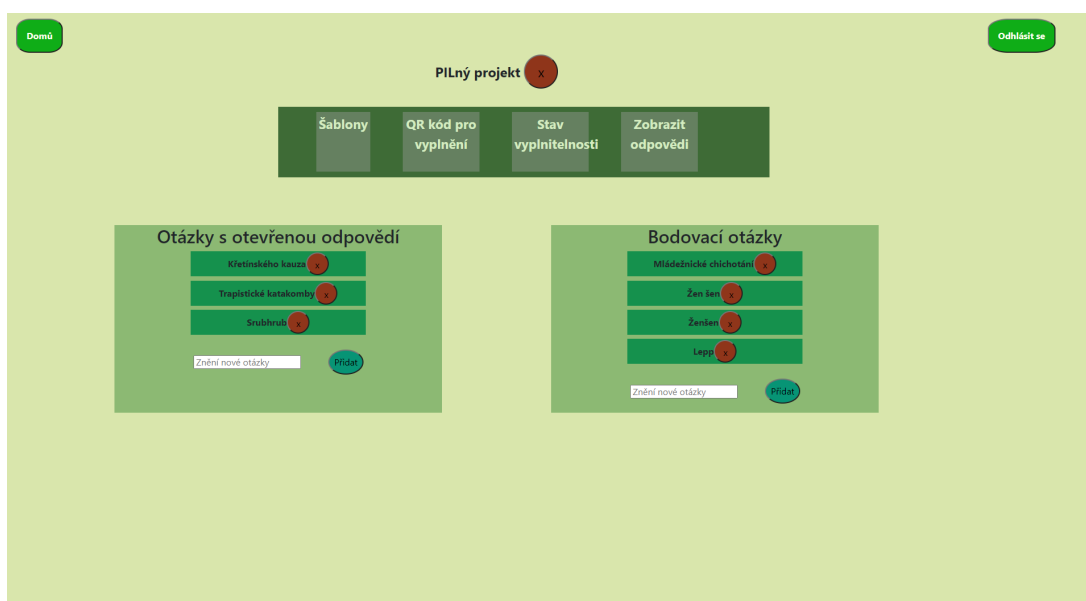 Domů
Odhlásit se
PILný projekt x
Šablony
QR kód pro
vyplnění
Stav
vyplnitelnosti
Zobrazit
odpovědi
Otázky s otevřenou odpovědí
Křetínského kauza x
Trapistické katakomby x
Srubhrub x
Znění nové otázky
Přidat
Bodovací otázky
Mládežnické chichotání x
Žen šen x
Ženšen x
Lepp x
Znění nové otázky
Přidat